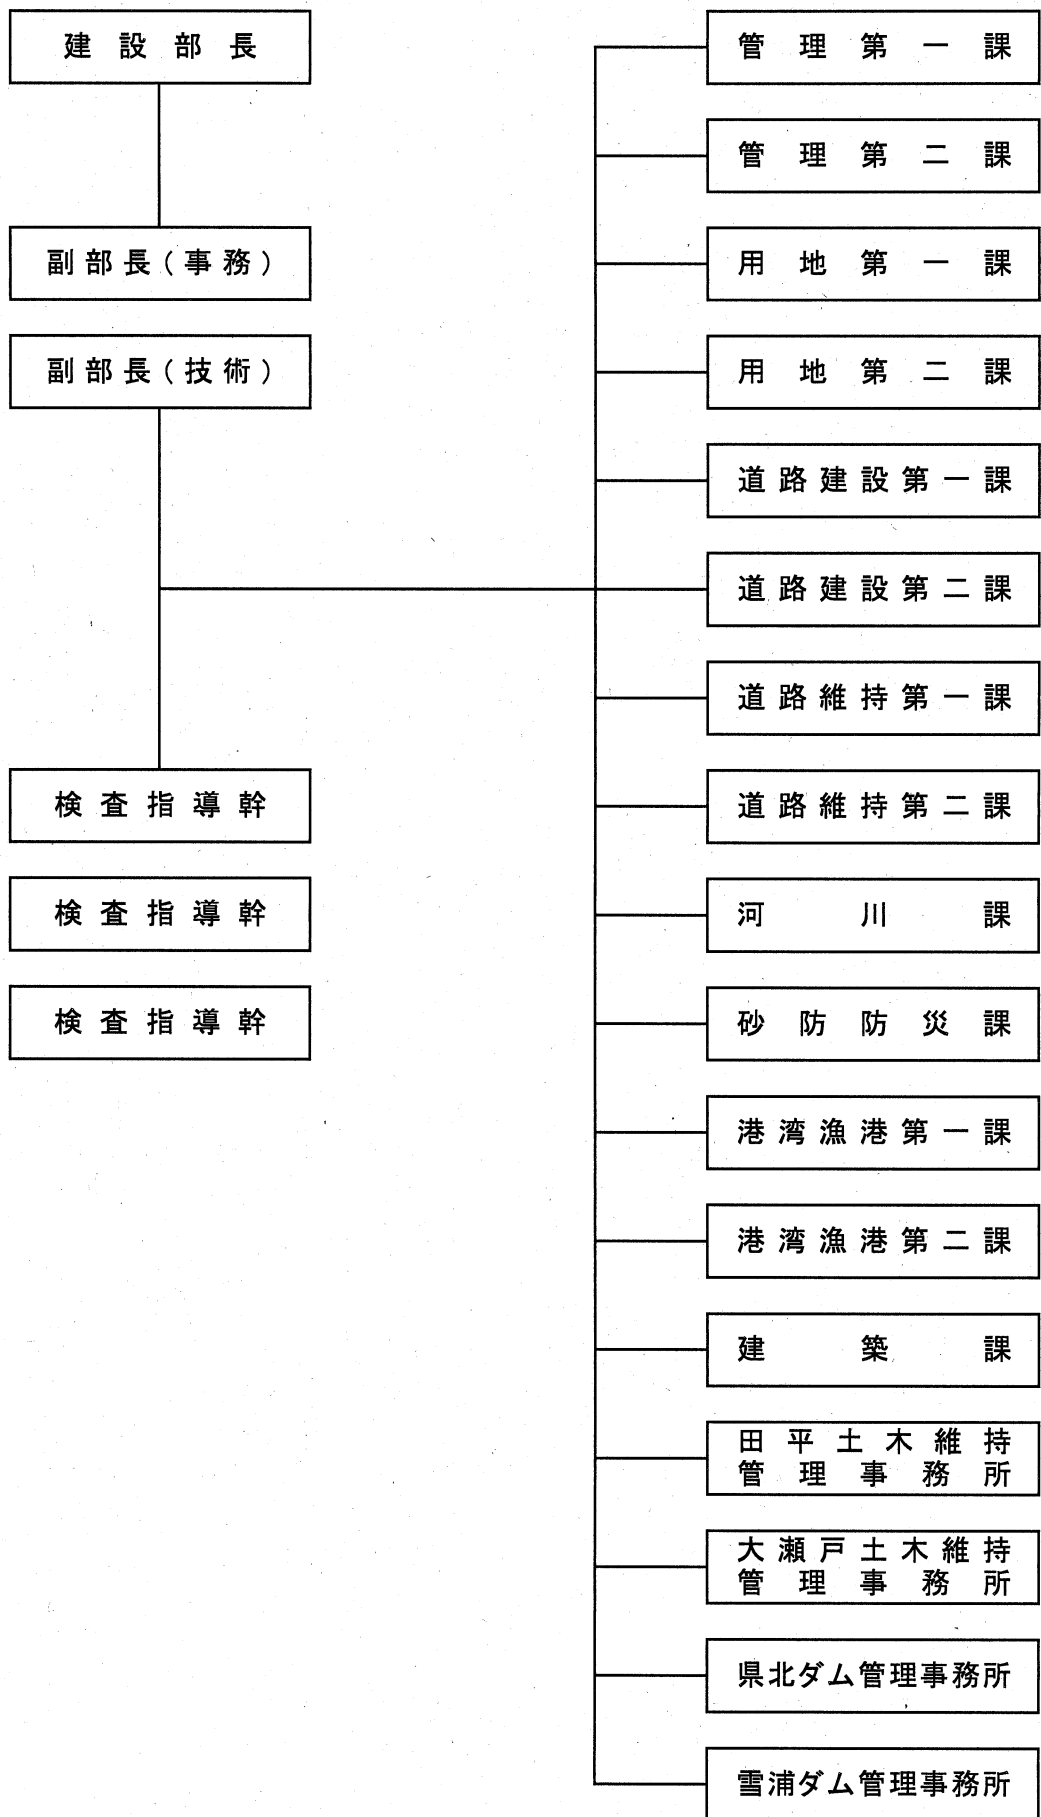 建設部長
副部長(事務)
副部長(技術)
検査指導幹
検査指導幹
検査指導幹
管理第一課
管理第二課
用地第一課
用地第二課
道路建設第一課
道路建設第二課
道路維持第一課
道路維持第二課
河川課
砂防防災課
港湾漁港第一課
港湾漁港第二課
建築課
田平土木維持
管理事務所
大瀬戸土木維持
管理事務所
県北ダム管理事務所
雪浦ダム管理事務所